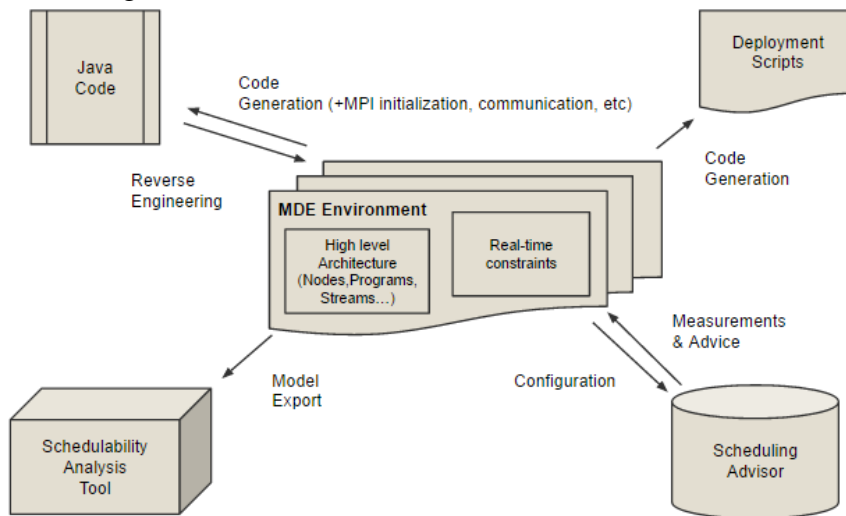 Java
Code
Code
Generation (+MPI initialization, communication, etc)
Deployment
Scripts
Reverse
Engineering
Code
Generation
MDE Environment
High level
Architecture
(Nodes,Programs,
Streams...)
Real-time
constraints
Measurements
& Advice
Model
Export
Configuration
Schedulability
Analysis
Tool
Scheduling
Advisor